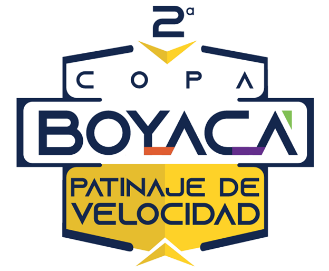 2ª
COPA
BOYACÁ
PATINAJE DE
VELOCIDAD